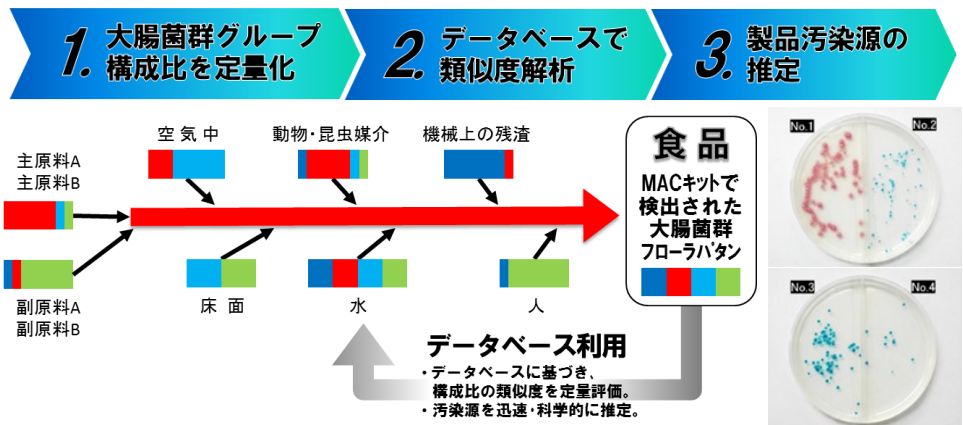 1. 大腸菌群グループ
構成比を定量化
2. データベースで
類似度解析
3. 製品汚染源の
推定
空気中
動物・昆虫媒介
機械上の残渣
主原料A
主原料B
副原料A
副原料B
床面
水
人
食品
MACキットで
検出された
大腸菌群
フローラパタン
データベース利用
・データベースに基づき、
構成比の類似度を定量評価。
・汚染源を迅速・科学的に推定。
No.1
No.2
No.3
No.4